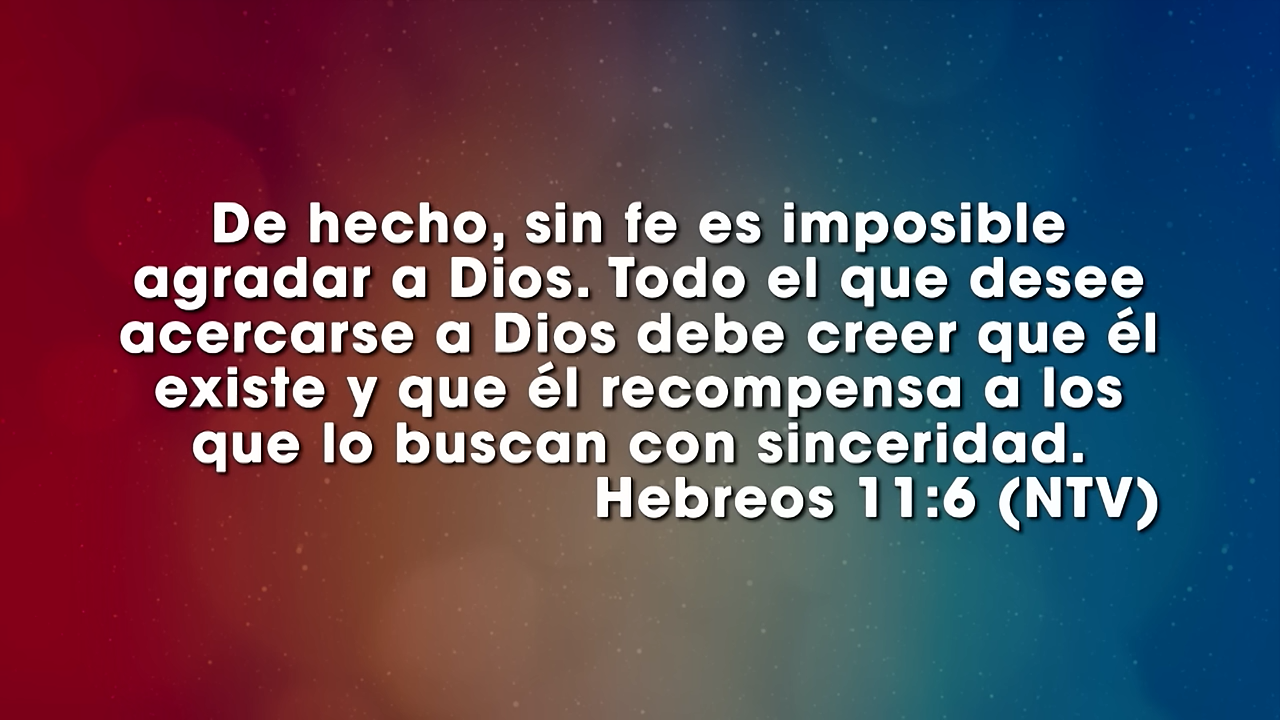 De hecho, sin fe es imposible
agradar a Dios. Todo el que desee
acercarse a Dios debe creer que él
existe y que él recompensa a los
que lo buscan con sinceridad.
Hebreos 11:6 (NTV)